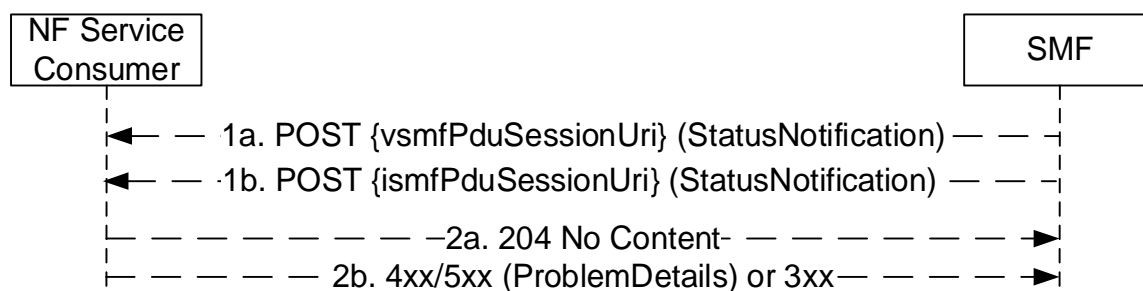 NF Service
Consumer
SMF
1a. POST {vsmfPduSessionUri} (StatusNotification)
1b. POST {ismfPduSessionUri} (StatusNotification)
2a. 204 No Content
2b. 4xx/5xx (ProblemDetails) or 3xx